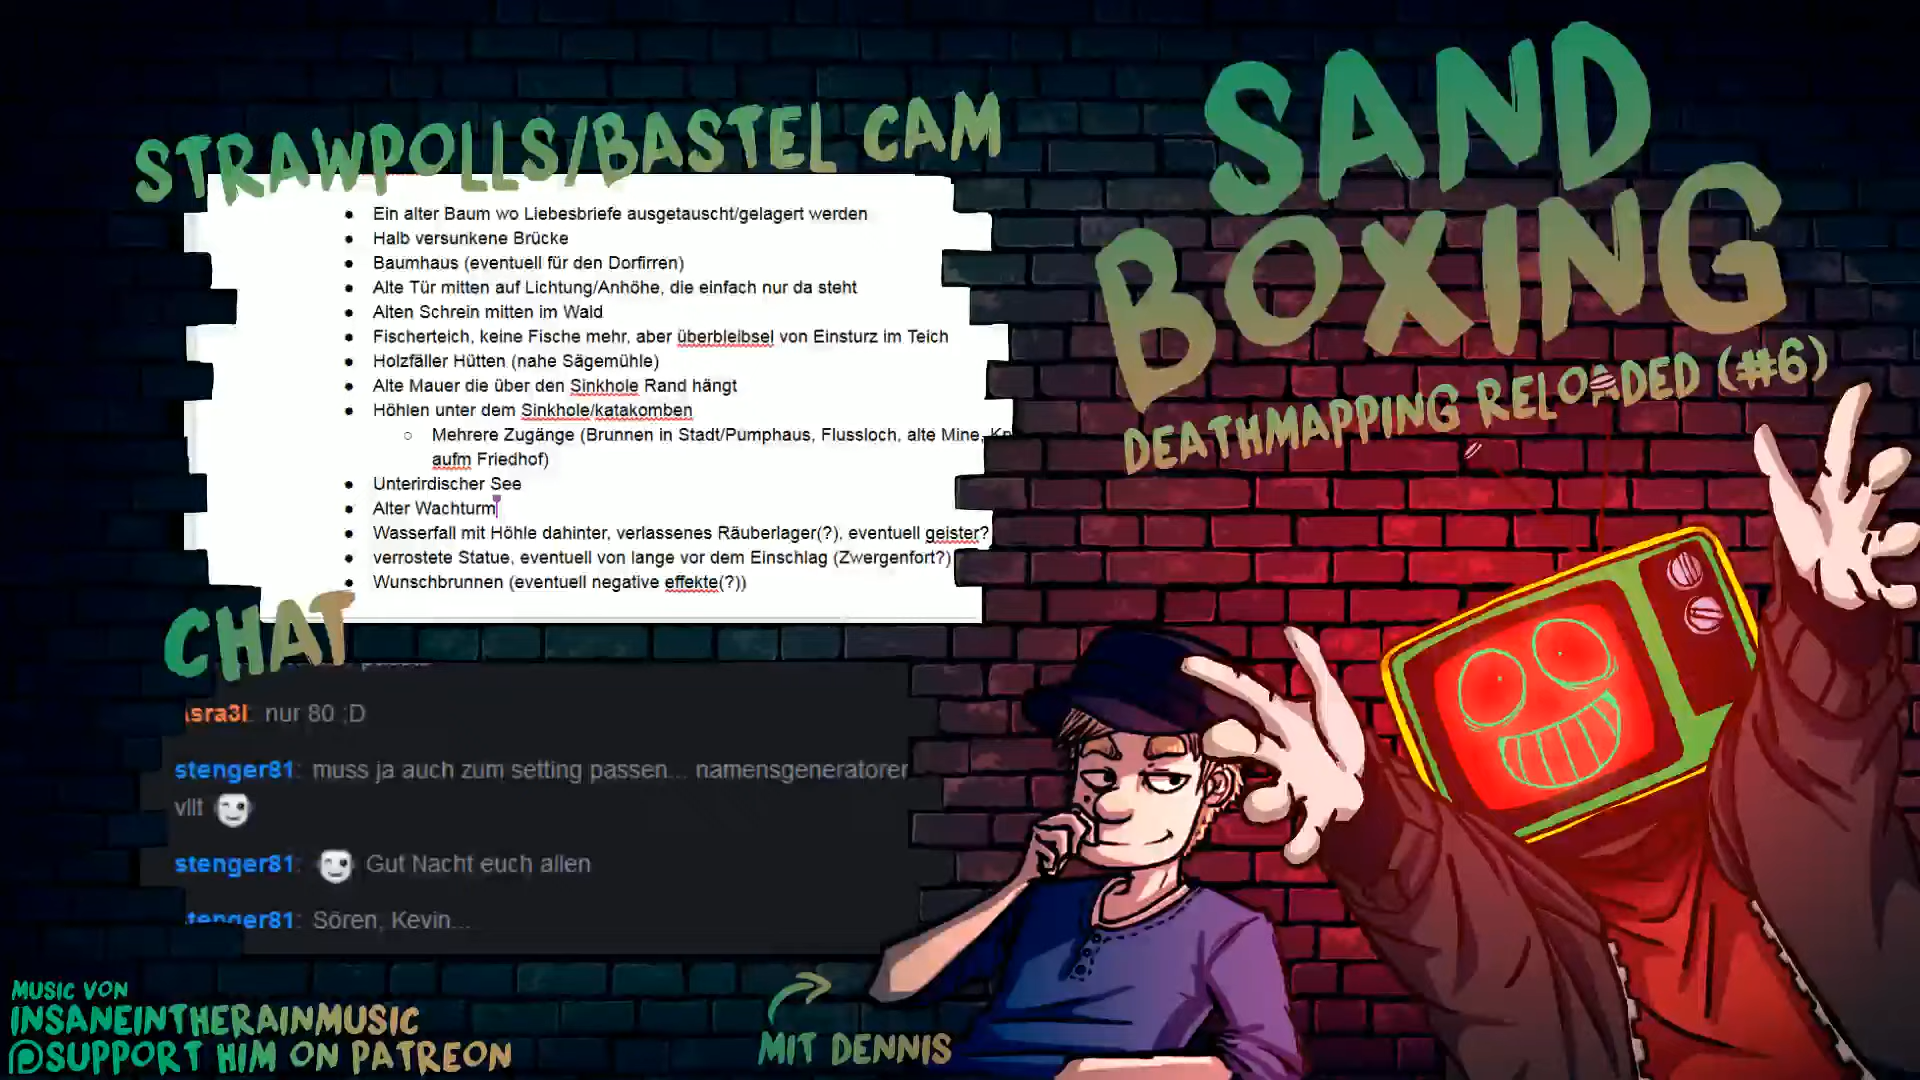 SAND
BOXING
DEATHMAPPING RELOADED (#6)
STRAWPOLLS/BASTEL CAM
Ein alter Baum wo Liebesbriefe ausgetauscht/gelagert werden
Halb versunkene Brücke
Baumhaus (eventuell für den Dorfirren)
Alte Tür mitten auf Lichtung/Anhöhe, die einfach nur da steht
Alten Schrein mitten im Wald
Fischerteich, keine Fische mehr, aber überbleibsel von Einsturz im Teich
Holzfäller Hütten (nahe Sägemühle)
Alte Mauer die über den Sinkhole Rand hängt
Höhlen unter dem Sinkhole/katakomben
Mehrere Zugänge (Brunnen in Stadt/Pumphaus, Flussloch, alte Mine,
aufm Friedhof)
Unterirdischer See
Alter Wachturm
Wasserfall mit Höhle dahinter, verlassenes Räuberlager(?), eventuell geister?
verrostete Statue, eventuell von lange vor dem Einschlag (Zwergenfort?)
Wunschbrunnen (eventuell negative effekte(?))
CHAT
sra3l: nur 80 ;D
stenger81: muss ja auch zum setting passen... namensgeneratoren
vllt
stenger81: Gut Nacht euch allen
stenger81: Sören, Kevin...
MUSIC VON
INSANEINTHERAINMUSIC
SUPPORT HIM ON PATREON
MIT DENNIS